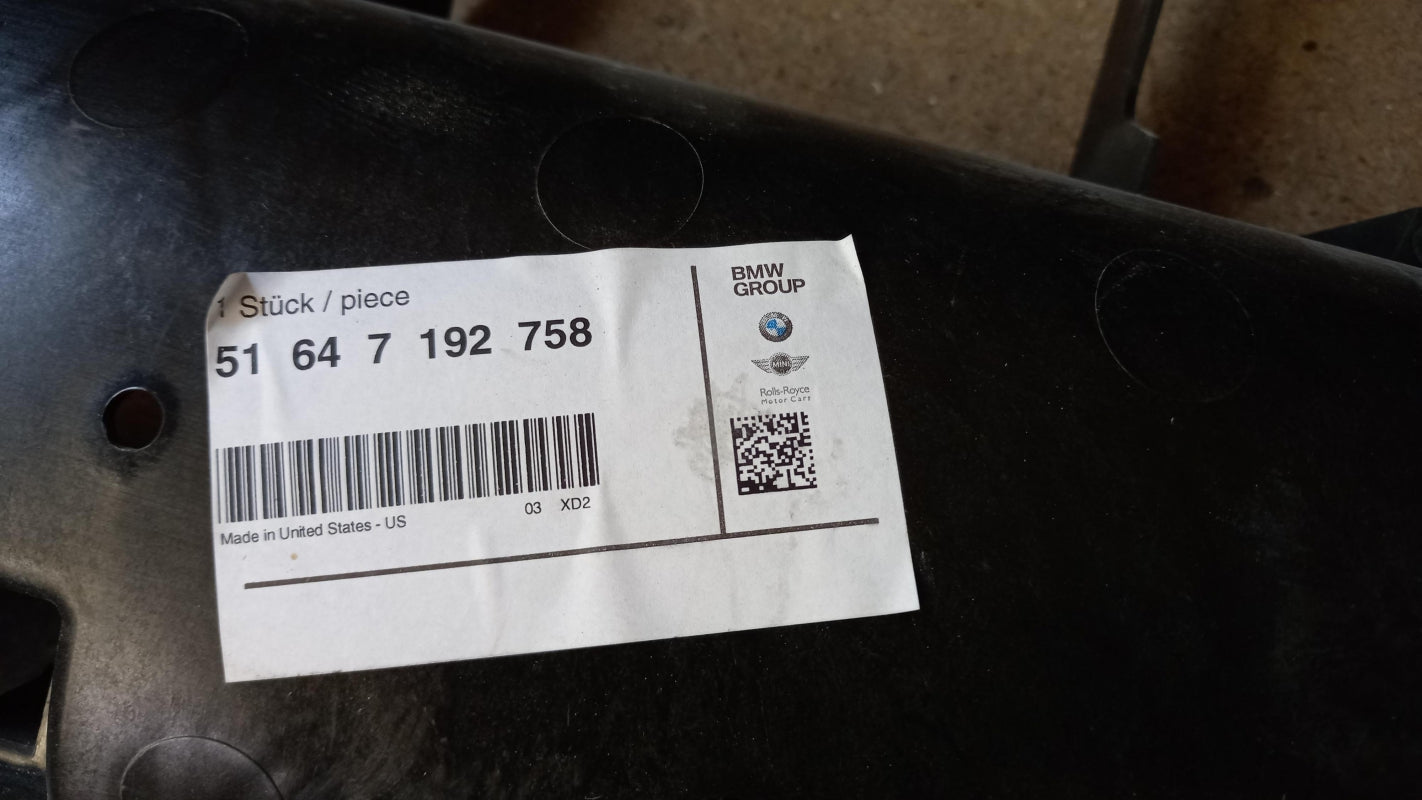 1 Stück / piece
51 64 7 192 758
03 XD2
Made in United States - US
BMW
GROUP
MINI
Rolls-Royce
Motor Cars